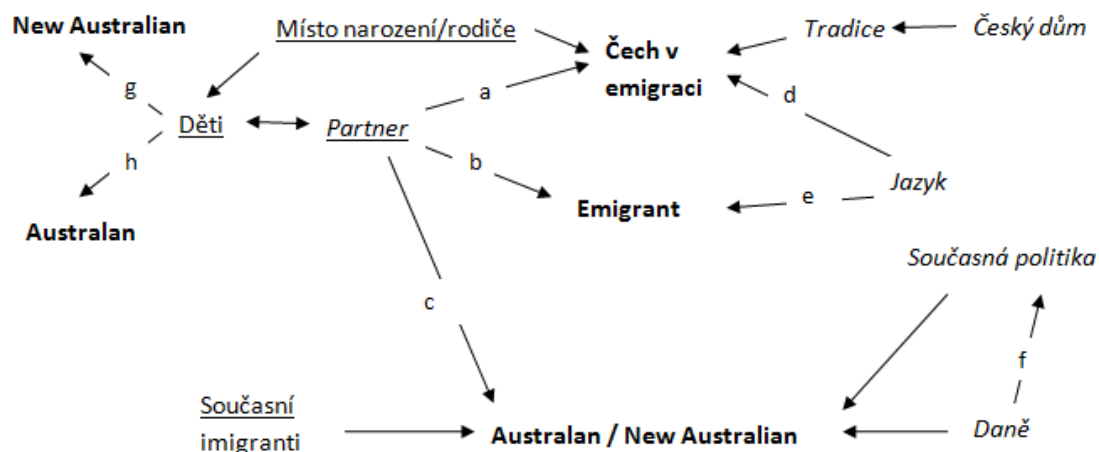 New Australian
Místo narození/rodiče
Tradice
Český dům
Čech v
emigraci
g
a
d
Děti
Partner
h
b
Jazyk
e
Emigrant
Australan
Současná politika
c
f
Současní
imigranti
Australan / New Australian
Daně